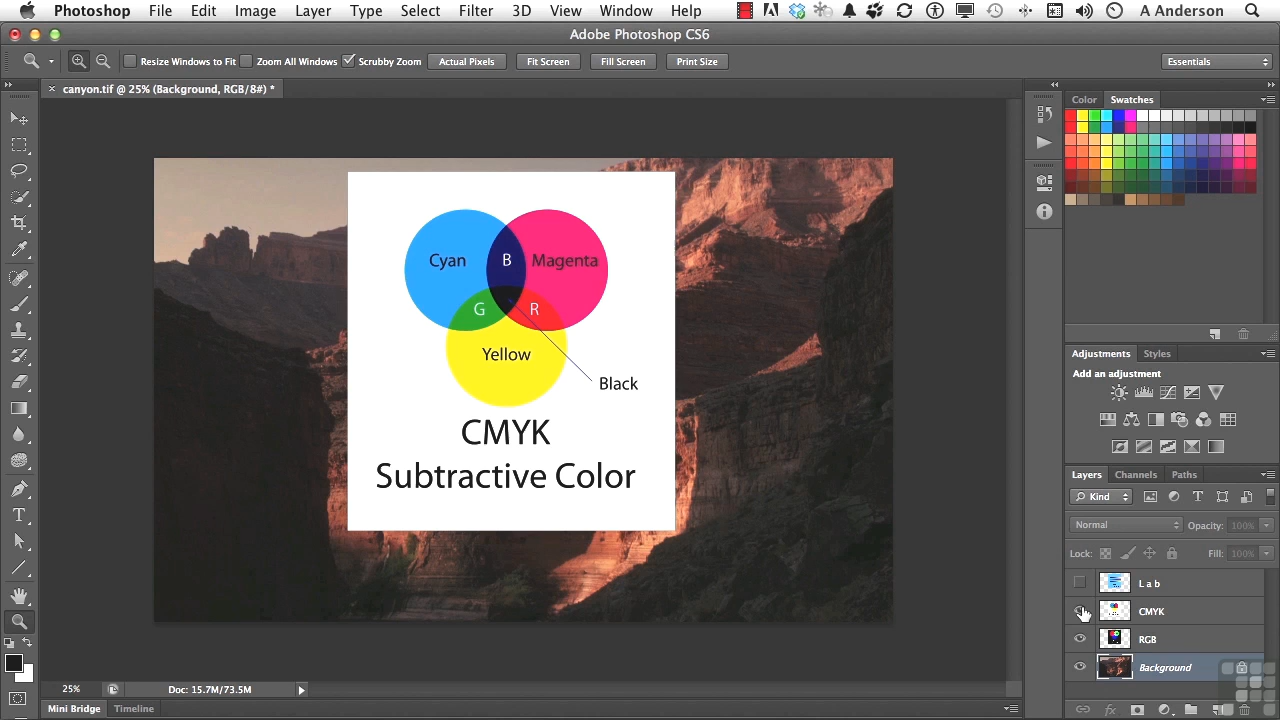 Photoshop File Edit Image Layer Type Select Filter 3D View Window Help A Anderson
Adobe Photoshop CS6
Resize Windows to Fit Zoom All Windows Scrubby Zoom Actual Pixels Fit Screen Fill Screen Print Size Essentials
canyon.tif @ 25% (Background, RGB/8#) *
Color Swatches
Cyan B Magenta
G R
Yellow
Black
CMYK
Subtractive Color
Adjustments Styles
Add an adjustment
Layers Channels Paths
Kind
Normal Opacity: 100%
Lock: Fill: 100%
L a b
CMYK
RGB
Background
25% Doc: 15.7M/73.5M
Mini Bridge Timeline